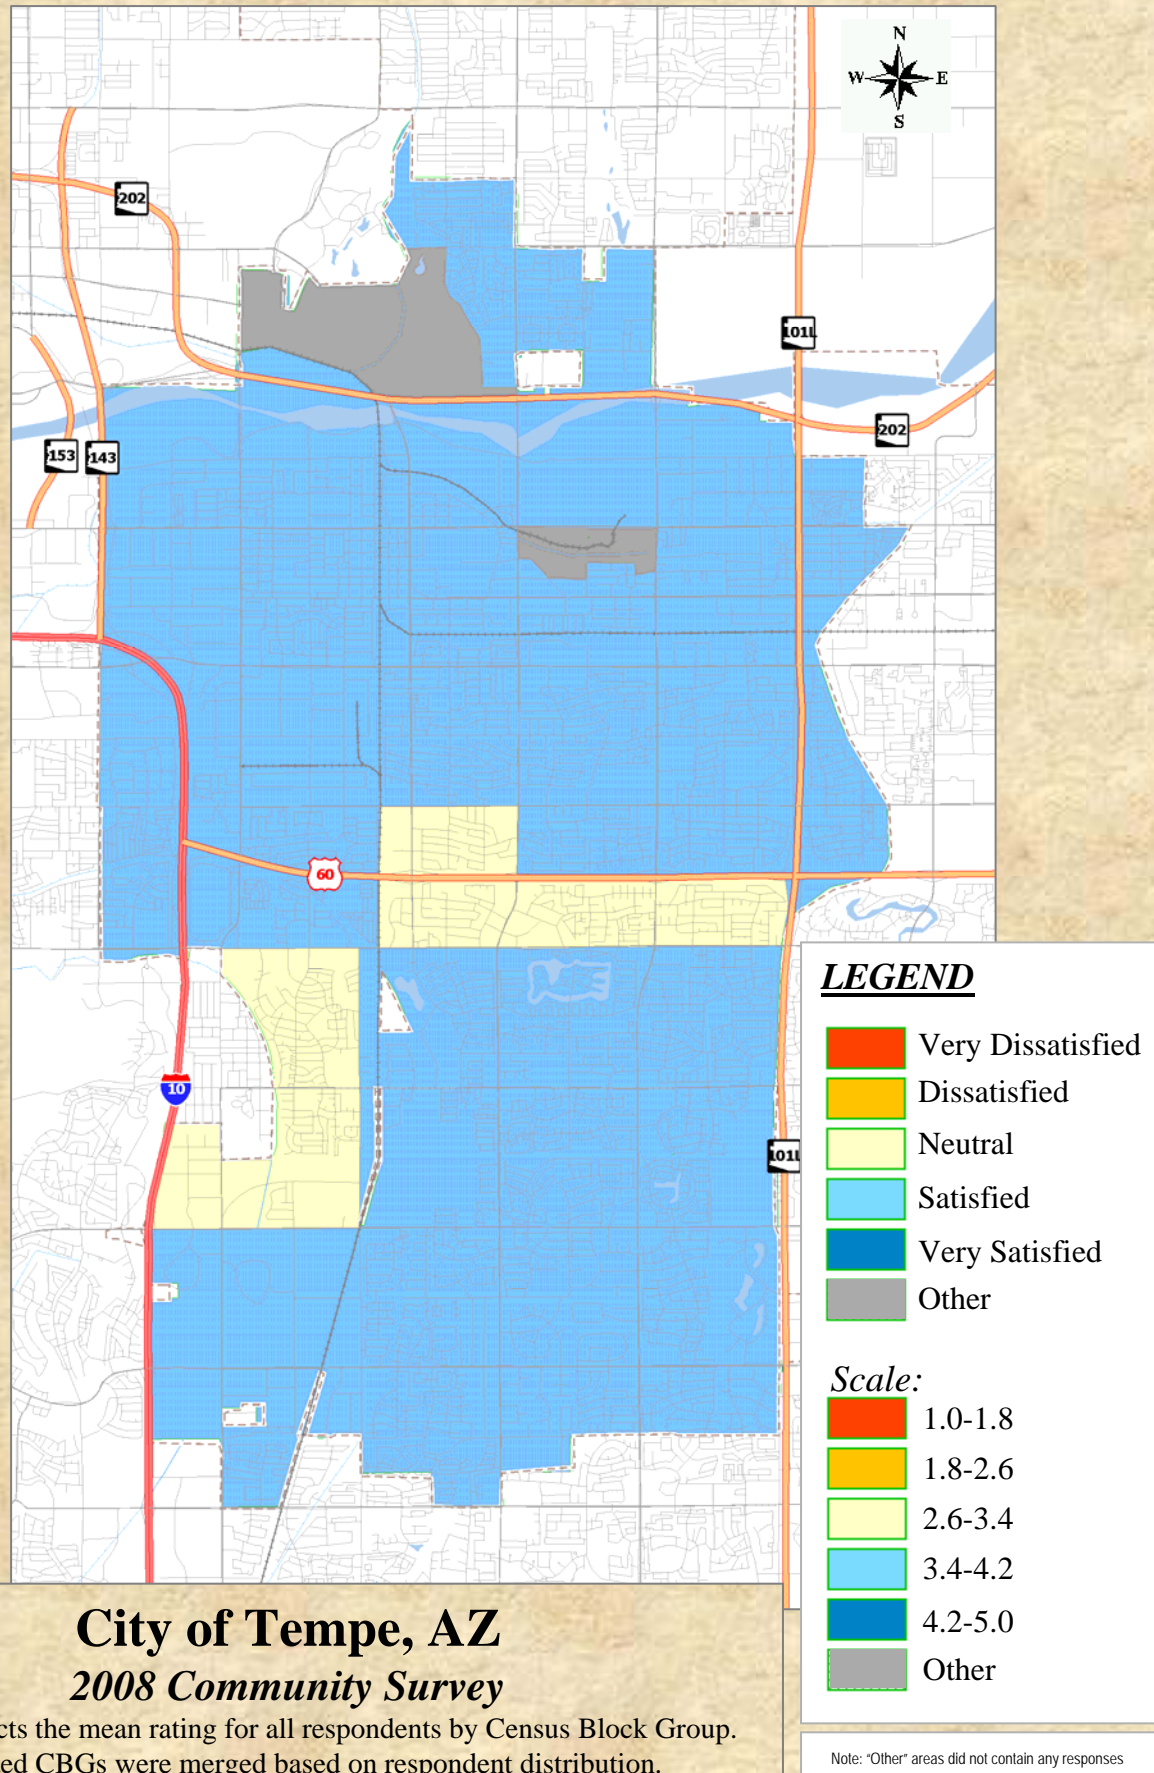 N
W E
S
202
101L
202
153 143
60
10
101L
LEGEND
Very Dissatisfied
Dissatisfied
Neutral
Satisfied
Very Satisfied
Other
Scale:
1.0-1.8
1.8-2.6
2.6-3.4
3.4-4.2
4.2-5.0
Other
City of Tempe, AZ
2008 Community Survey
the mean rating for all respondents by Census Block Group.
CBGs were merged based on respondent distribution.
Note: "Other" areas did not contain any responses